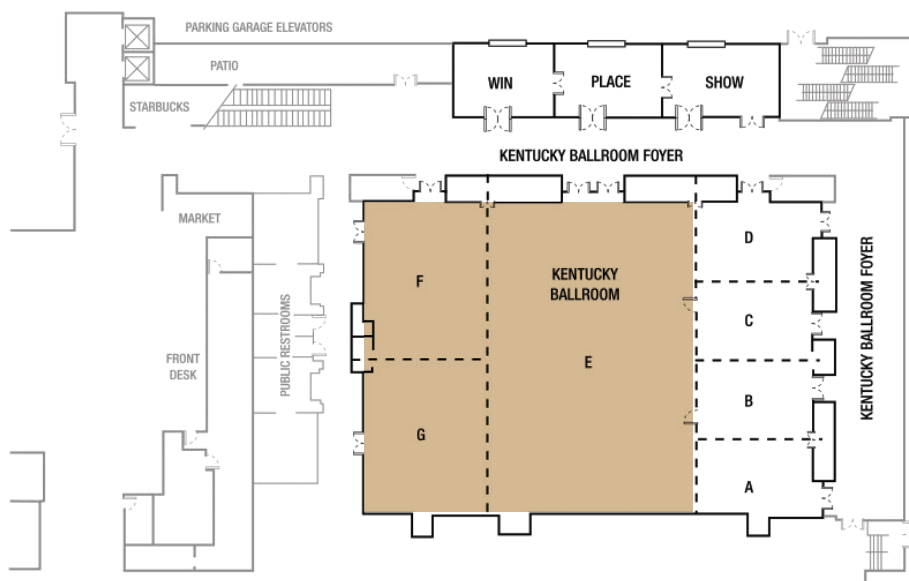 PARKING GARAGE ELEVATORS
PATIO
STARBUCKS
WIN
PLACE
SHOW
KENTUCKY BALLROOM FOYER
MARKET
PUBLIC RESTROOMS
FRONT
DESK
F
KENTUCKY
BALLROOM
E
G
D
C
B
A
KENTUCKY BALLROOM FOYER